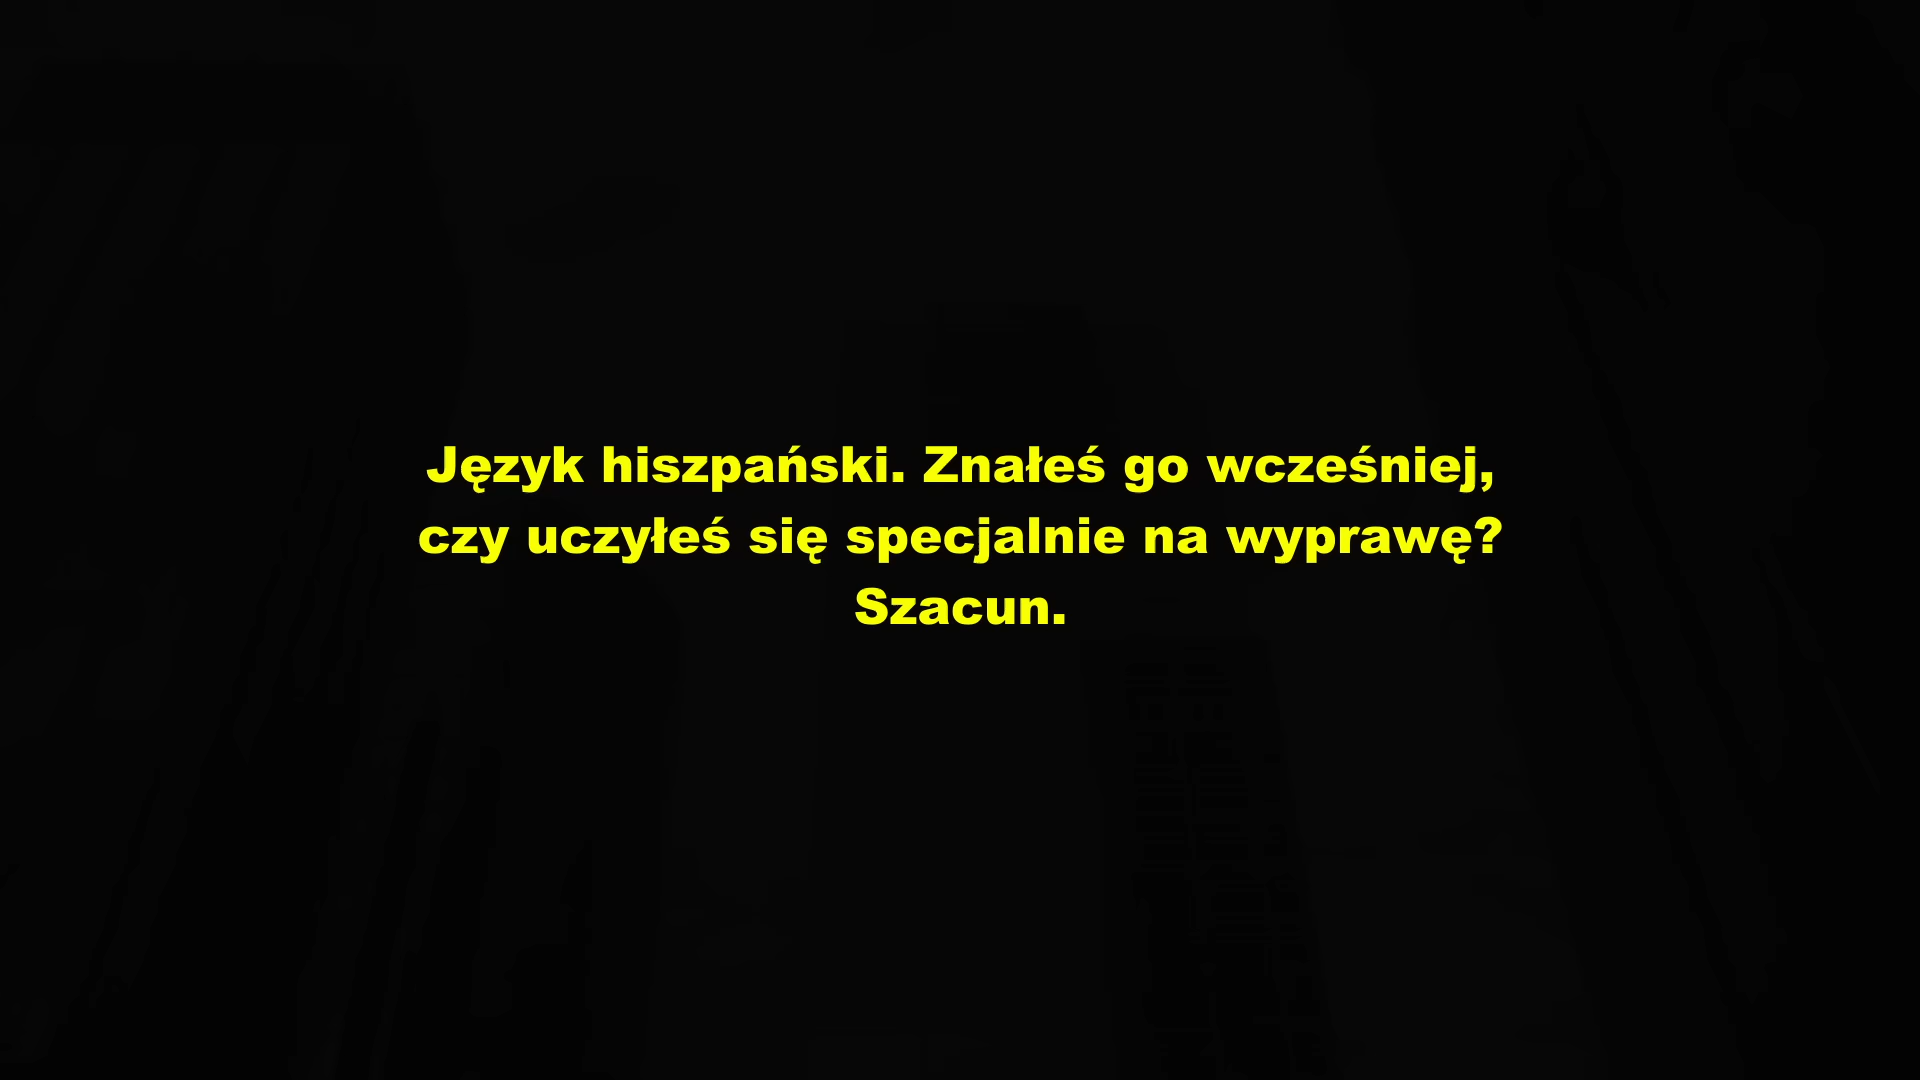 Język hiszpański. Znałeś go wcześniej,
czy uczyłeś się specjalnie na wyprawę?
Szacun.